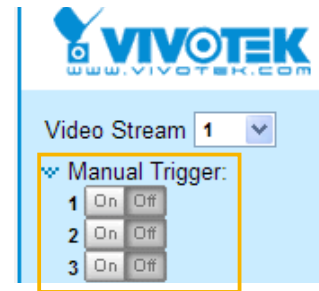 VIVOTEK
www.vivotek.com
Video Stream 1
Manual Trigger:
1 On Off
2 On Off
3 On Off